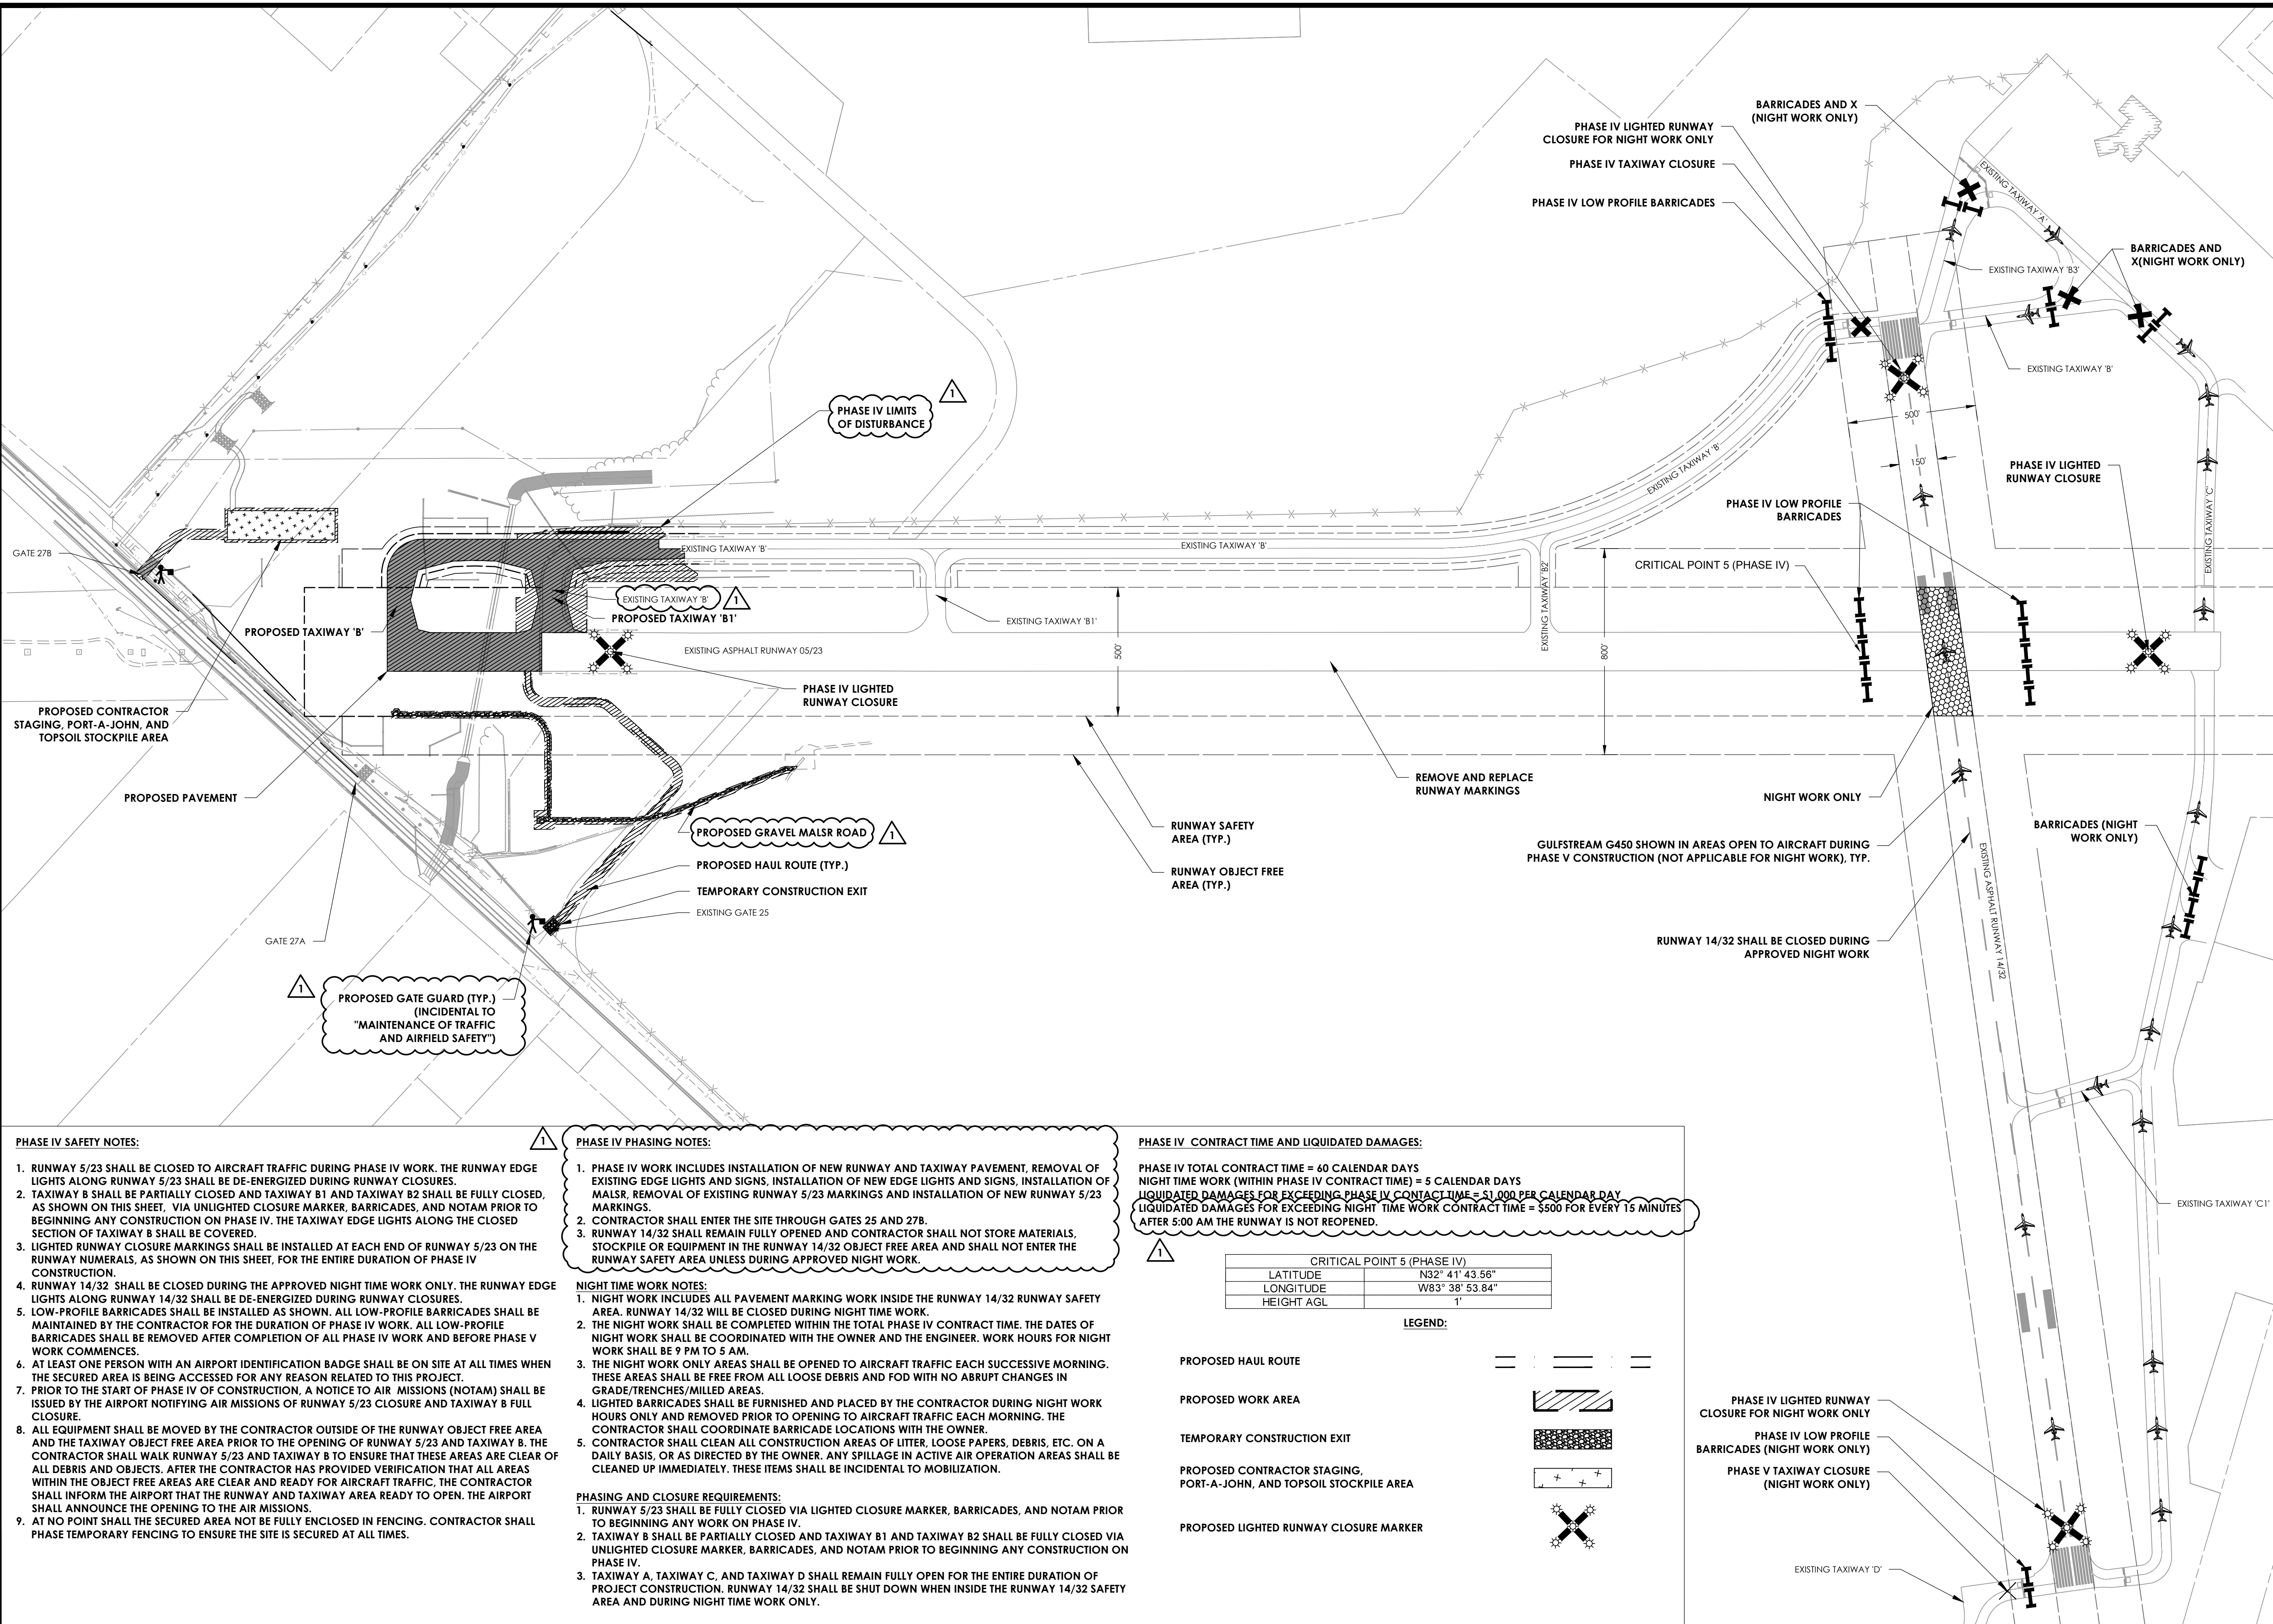 BARRICADES AND X
(NIGHT WORK ONLY)
PHASE IV LIGHTED RUNWAY
CLOSURE FOR NIGHT WORK ONLY
PHASE IV TAXIWAY CLOSURE
PHASE IV LOW PROFILE BARRICADES
EXISTING TAXIWAY 'A'
BARRICADES AND
X(NIGHT WORK ONLY)
EXISTING TAXIWAY 'B3'
EXISTING TAXIWAY 'B'
500'
150'
PHASE IV LIGHTED
RUNWAY CLOSURE
EXISTING TAXIWAY 'C'
PHASE IV LIMITS
OF DISTURBANCE
1
EXISTING TAXIWAY 'B'
PHASE IV LOW PROFILE
BARRICADES
CRITICAL POINT 5 (PHASE IV)
GATE 27B
EXISTING TAXIWAY 'B'
EXISTING TAXIWAY 'B'
EXISTING TAXIWAY 'B'
1
PROPOSED TAXIWAY 'B1'
PROPOSED TAXIWAY 'B'
EXISTING TAXIWAY 'B1'
EXISTING TAXIWAY 'B2'
EXISTING ASPHALT RUNWAY 05/23
500'
800'
PHASE IV LIGHTED
RUNWAY CLOSURE
PROPOSED CONTRACTOR
STAGING, PORT-A-JOHN, AND
TOPSOIL STOCKPILE AREA
PROPOSED PAVEMENT
REMOVE AND REPLACE
RUNWAY MARKINGS
NIGHT WORK ONLY
PROPOSED GRAVEL MALSR ROAD
1
RUNWAY SAFETY
AREA (TYP.)
RUNWAY OBJECT FREE
AREA (TYP.)
GULFSTREAM G450 SHOWN IN AREAS OPEN TO AIRCRAFT DURING
PHASE V CONSTRUCTION (NOT APPLICABLE FOR NIGHT WORK), TYP.
BARRICADES (NIGHT
WORK ONLY)
EXISTING ASPHALT RUNWAY 14/32
PROPOSED HAUL ROUTE (TYP.)
TEMPORARY CONSTRUCTION EXIT
EXISTING GATE 25
GATE 27A
RUNWAY 14/32 SHALL BE CLOSED DURING
APPROVED NIGHT WORK
1
PROPOSED GATE GUARD (TYP.)
(INCIDENTAL TO
"MAINTENANCE OF TRAFFIC
AND AIRFIELD SAFETY")
EXISTING TAXIWAY 'C1'
PHASE IV LIGHTED RUNWAY
CLOSURE FOR NIGHT WORK ONLY
PHASE IV LOW PROFILE
BARRICADES (NIGHT WORK ONLY)
PHASE V TAXIWAY CLOSURE
(NIGHT WORK ONLY)
EXISTING TAXIWAY 'D'
PHASE IV SAFETY NOTES:
1. RUNWAY 5/23 SHALL BE CLOSED TO AIRCRAFT TRAFFIC DURING PHASE IV WORK. THE RUNWAY EDGE
LIGHTS ALONG RUNWAY 5/23 SHALL BE DE-ENERGIZED DURING RUNWAY CLOSURES.
2. TAXIWAY B SHALL BE PARTIALLY CLOSED AND TAXIWAY B1 AND TAXIWAY B2 SHALL BE FULLY CLOSED,
AS SHOWN ON THIS SHEET, VIA UNLIGHTED CLOSURE MARKER, BARRICADES, AND NOTAM PRIOR TO
BEGINNING ANY CONSTRUCTION ON PHASE IV. THE TAXIWAY EDGE LIGHTS ALONG THE CLOSED
SECTION OF TAXIWAY B SHALL BE COVERED.
3. LIGHTED RUNWAY CLOSURE MARKINGS SHALL BE INSTALLED AT EACH END OF RUNWAY 5/23 ON THE
RUNWAY NUMERALS, AS SHOWN ON THIS SHEET, FOR THE ENTIRE DURATION OF PHASE IV
CONSTRUCTION.
4. RUNWAY 14/32 SHALL BE CLOSED DURING THE APPROVED NIGHT TIME WORK ONLY. THE RUNWAY EDGE
LIGHTS ALONG RUNWAY 14/32 SHALL BE DE-ENERGIZED DURING RUNWAY CLOSURES.
5. LOW-PROFILE BARRICADES SHALL BE INSTALLED AS SHOWN. ALL LOW-PROFILE BARRICADES SHALL BE
MAINTAINED BY THE CONTRACTOR FOR THE DURATION OF PHASE IV WORK. ALL LOW-PROFILE
BARRICADES SHALL BE REMOVED AFTER COMPLETION OF ALL PHASE IV WORK AND BEFORE PHASE V
WORK COMMENCES.
6. AT LEAST ONE PERSON WITH AN AIRPORT IDENTIFICATION BADGE SHALL BE ON SITE AT ALL TIMES WHEN
THE SECURED AREA IS BEING ACCESSED FOR ANY REASON RELATED TO THIS PROJECT.
7. PRIOR TO THE START OF PHASE IV OF CONSTRUCTION, A NOTICE TO AIR MISSIONS (NOTAM) SHALL BE
ISSUED BY THE AIRPORT NOTIFYING AIR MISSIONS OF RUNWAY 5/23 CLOSURE AND TAXIWAY B FULL
CLOSURE.
8. ALL EQUIPMENT SHALL BE MOVED BY THE CONTRACTOR OUTSIDE OF THE RUNWAY OBJECT FREE AREA
AND THE TAXIWAY OBJECT FREE AREA PRIOR TO THE OPENING OF RUNWAY 5/23 AND TAXIWAY B. THE
CONTRACTOR SHALL WALK RUNWAY 5/23 AND TAXIWAY B TO ENSURE THAT THESE AREAS ARE CLEAR OF
ALL DEBRIS AND OBJECTS. AFTER THE CONTRACTOR HAS PROVIDED VERIFICATION THAT ALL AREAS
WITHIN THE OBJECT FREE AREAS ARE CLEAR AND READY FOR AIRCRAFT TRAFFIC, THE CONTRACTOR
SHALL INFORM THE AIRPORT THAT THE RUNWAY AND TAXIWAY AREA READY TO OPEN. THE AIRPORT
SHALL ANNOUNCE THE OPENING TO THE AIR MISSIONS.
9. AT NO POINT SHALL THE SECURED AREA NOT BE FULLY ENCLOSED IN FENCING. CONTRACTOR SHALL
PHASE TEMPORARY FENCING TO ENSURE THE SITE IS SECURED AT ALL TIMES.
1
PHASE IV PHASING NOTES:
1. PHASE IV WORK INCLUDES INSTALLATION OF NEW RUNWAY AND TAXIWAY PAVEMENT, REMOVAL OF
EXISTING EDGE LIGHTS AND SIGNS, INSTALLATION OF NEW EDGE LIGHTS AND SIGNS, INSTALLATION OF
MALSR, REMOVAL OF EXISTING RUNWAY 5/23 MARKINGS AND INSTALLATION OF NEW RUNWAY 5/23
MARKINGS.
2. CONTRACTOR SHALL ENTER THE SITE THROUGH GATES 25 AND 27B.
3. RUNWAY 14/32 SHALL REMAIN FULLY OPENED AND CONTRACTOR SHALL NOT STORE MATERIALS,
STOCKPILE OR EQUIPMENT IN THE RUNWAY 14/32 OBJECT FREE AREA AND SHALL NOT ENTER THE
RUNWAY SAFETY AREA UNLESS DURING APPROVED NIGHT WORK.
NIGHT TIME WORK NOTES:
1. NIGHT WORK INCLUDES ALL PAVEMENT MARKING WORK INSIDE THE RUNWAY 14/32 RUNWAY SAFETY
AREA. RUNWAY 14/32 WILL BE CLOSED DURING NIGHT TIME WORK.
2. THE NIGHT WORK SHALL BE COMPLETED WITHIN THE TOTAL PHASE IV CONTRACT TIME. THE DATES OF
NIGHT WORK SHALL BE COORDINATED WITH THE OWNER AND THE ENGINEER. WORK HOURS FOR NIGHT
WORK SHALL BE 9 PM TO 5 AM.
3. THE NIGHT WORK ONLY AREAS SHALL BE OPENED TO AIRCRAFT TRAFFIC EACH SUCCESSIVE MORNING.
THESE AREAS SHALL BE FREE FROM ALL LOOSE DEBRIS AND FOD WITH NO ABRUPT CHANGES IN
GRADE/TRENCHES/MILLED AREAS.
4. LIGHTED BARRICADES SHALL BE FURNISHED AND PLACED BY THE CONTRACTOR DURING NIGHT WORK
HOURS ONLY AND REMOVED PRIOR TO OPENING TO AIRCRAFT TRAFFIC EACH MORNING. THE
CONTRACTOR SHALL COORDINATE BARRICADE LOCATIONS WITH THE OWNER.
5. CONTRACTOR SHALL CLEAN ALL CONSTRUCTION AREAS OF LITTER, LOOSE PAPERS, DEBRIS, ETC. ON A
DAILY BASIS, OR AS DIRECTED BY THE OWNER. ANY SPILLAGE IN ACTIVE AIR OPERATION AREAS SHALL BE
CLEANED UP IMMEDIATELY. THESE ITEMS SHALL BE INCIDENTAL TO MOBILIZATION.
PHASING AND CLOSURE REQUIREMENTS:
1. RUNWAY 5/23 SHALL BE FULLY CLOSED VIA LIGHTED CLOSURE MARKER, BARRICADES, AND NOTAM PRIOR
TO BEGINNING ANY WORK ON PHASE IV.
2. TAXIWAY B SHALL BE PARTIALLY CLOSED AND TAXIWAY B1 AND TAXIWAY B2 SHALL BE FULLY CLOSED VIA
UNLIGHTED CLOSURE MARKER, BARRICADES, AND NOTAM PRIOR TO BEGINNING ANY CONSTRUCTION ON
PHASE IV.
3. TAXIWAY A, TAXIWAY C, AND TAXIWAY D SHALL REMAIN FULLY OPEN FOR THE ENTIRE DURATION OF
PROJECT CONSTRUCTION. RUNWAY 14/32 SHALL BE SHUT DOWN WHEN INSIDE THE RUNWAY 14/32 SAFETY
AREA AND DURING NIGHT TIME WORK ONLY.
PHASE IV CONTRACT TIME AND LIQUIDATED DAMAGES:
PHASE IV TOTAL CONTRACT TIME = 60 CALENDAR DAYS
NIGHT TIME WORK (WITHIN PHASE IV CONTRACT TIME) = 5 CALENDAR DAYS
LIQUIDATED DAMAGES FOR EXCEEDING PHASE IV CONTACT TIME = $1,000 PER CALENDAR DAY
LIQUIDATED DAMAGES FOR EXCEEDING NIGHT TIME WORK CONTRACT TIME = $500 FOR EVERY 15 MINUTES
AFTER 5:00 AM THE RUNWAY IS NOT REOPENED.
1
CRITICAL POINT 5 (PHASE IV)
LATITUDE N32° 41' 43.56"
LONGITUDE W83° 38' 53.84"
HEIGHT AGL 1'
LEGEND:
PROPOSED HAUL ROUTE
PROPOSED WORK AREA
TEMPORARY CONSTRUCTION EXIT
PROPOSED CONTRACTOR STAGING,
PORT-A-JOHN, AND TOPSOIL STOCKPILE AREA
PROPOSED LIGHTED RUNWAY CLOSURE MARKER